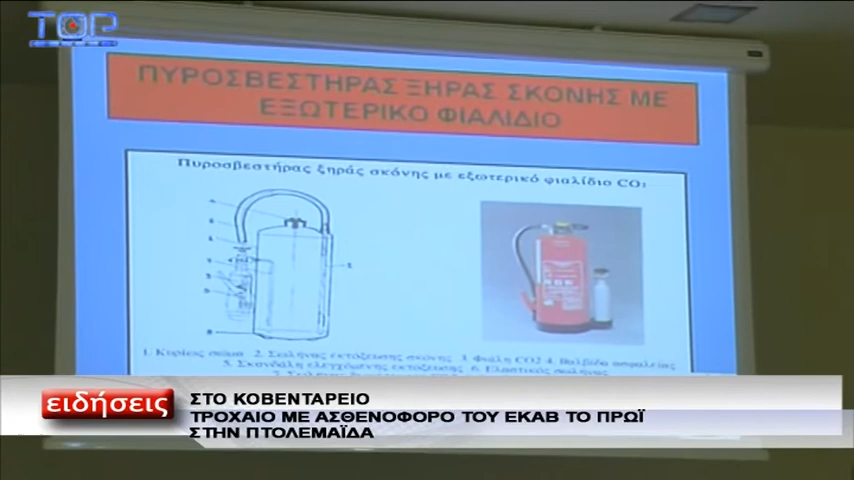 TOP
ΠΥΡΟΣΒΕΣΤΗΡΑΣ ΞΗΡΑΣ ΣΚΟΝΗΣ ΜΕ
ΕΞΩΤΕΡΙΚΟ ΦΙΑΛΙΔΙΟ
Πυροσβεστήρας ξηράς σκόνης με εξωτερικό φιαλίδιο CO2
1. Κυρίως σώμα 2. Σωλήνας εκτόξευσης σκόνης 3. Φιάλη CO2 4. Βαλβίδα ασφαλείας
5. Σκανδάλη ελεγχόμενης εκτόξευσης 6. Ελαστικός σωλήνας
ειδήσεις
ΣΤΟ ΚΟΒΕΝΤΑΡΕΙΟ
ΤΡΟΧΑΙΟ ΜΕ ΑΣΘΕΝΟΦΟΡΟ ΤΟΥ ΕΚΑΒ ΤΟ ΠΡΩΪ
ΣΤΗΝ ΠΤΟΛΕΜΑΪΔΑ